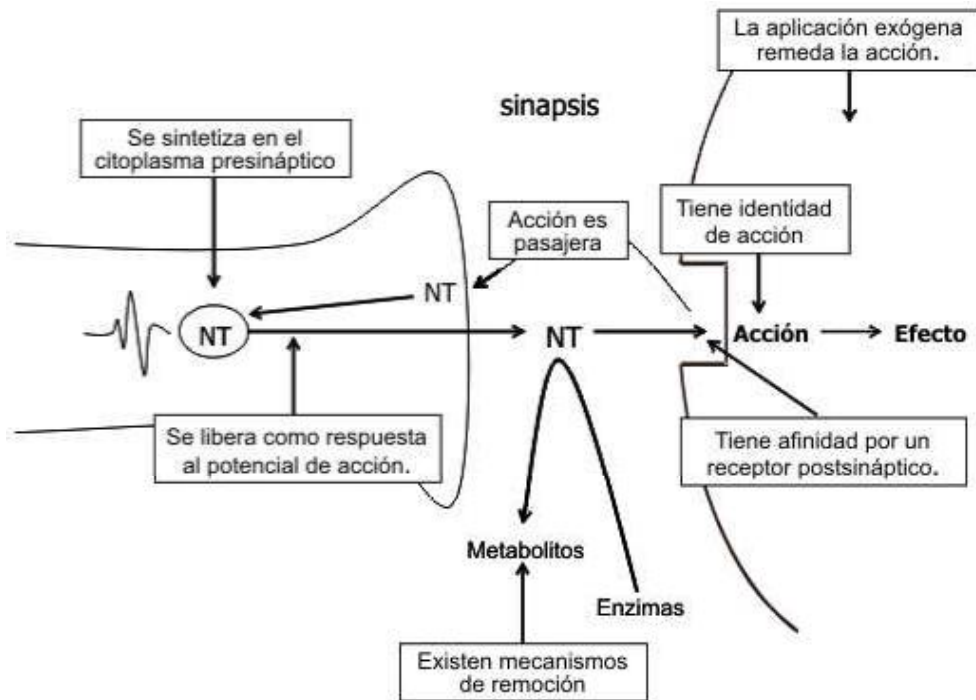 La aplicación exógena
remeda la acción.
sinapsis
Se sintetiza en el
citoplasma presináptico
Acción es
pasajera
Tiene identidad
de acción
NT
NT
NT
Acción
Efecto
Se libera como respuesta
al potencial de acción.
Tiene afinidad por un
receptor postsináptico.
Metabolitos
Enzimas
Existen mecanismos
de remoción